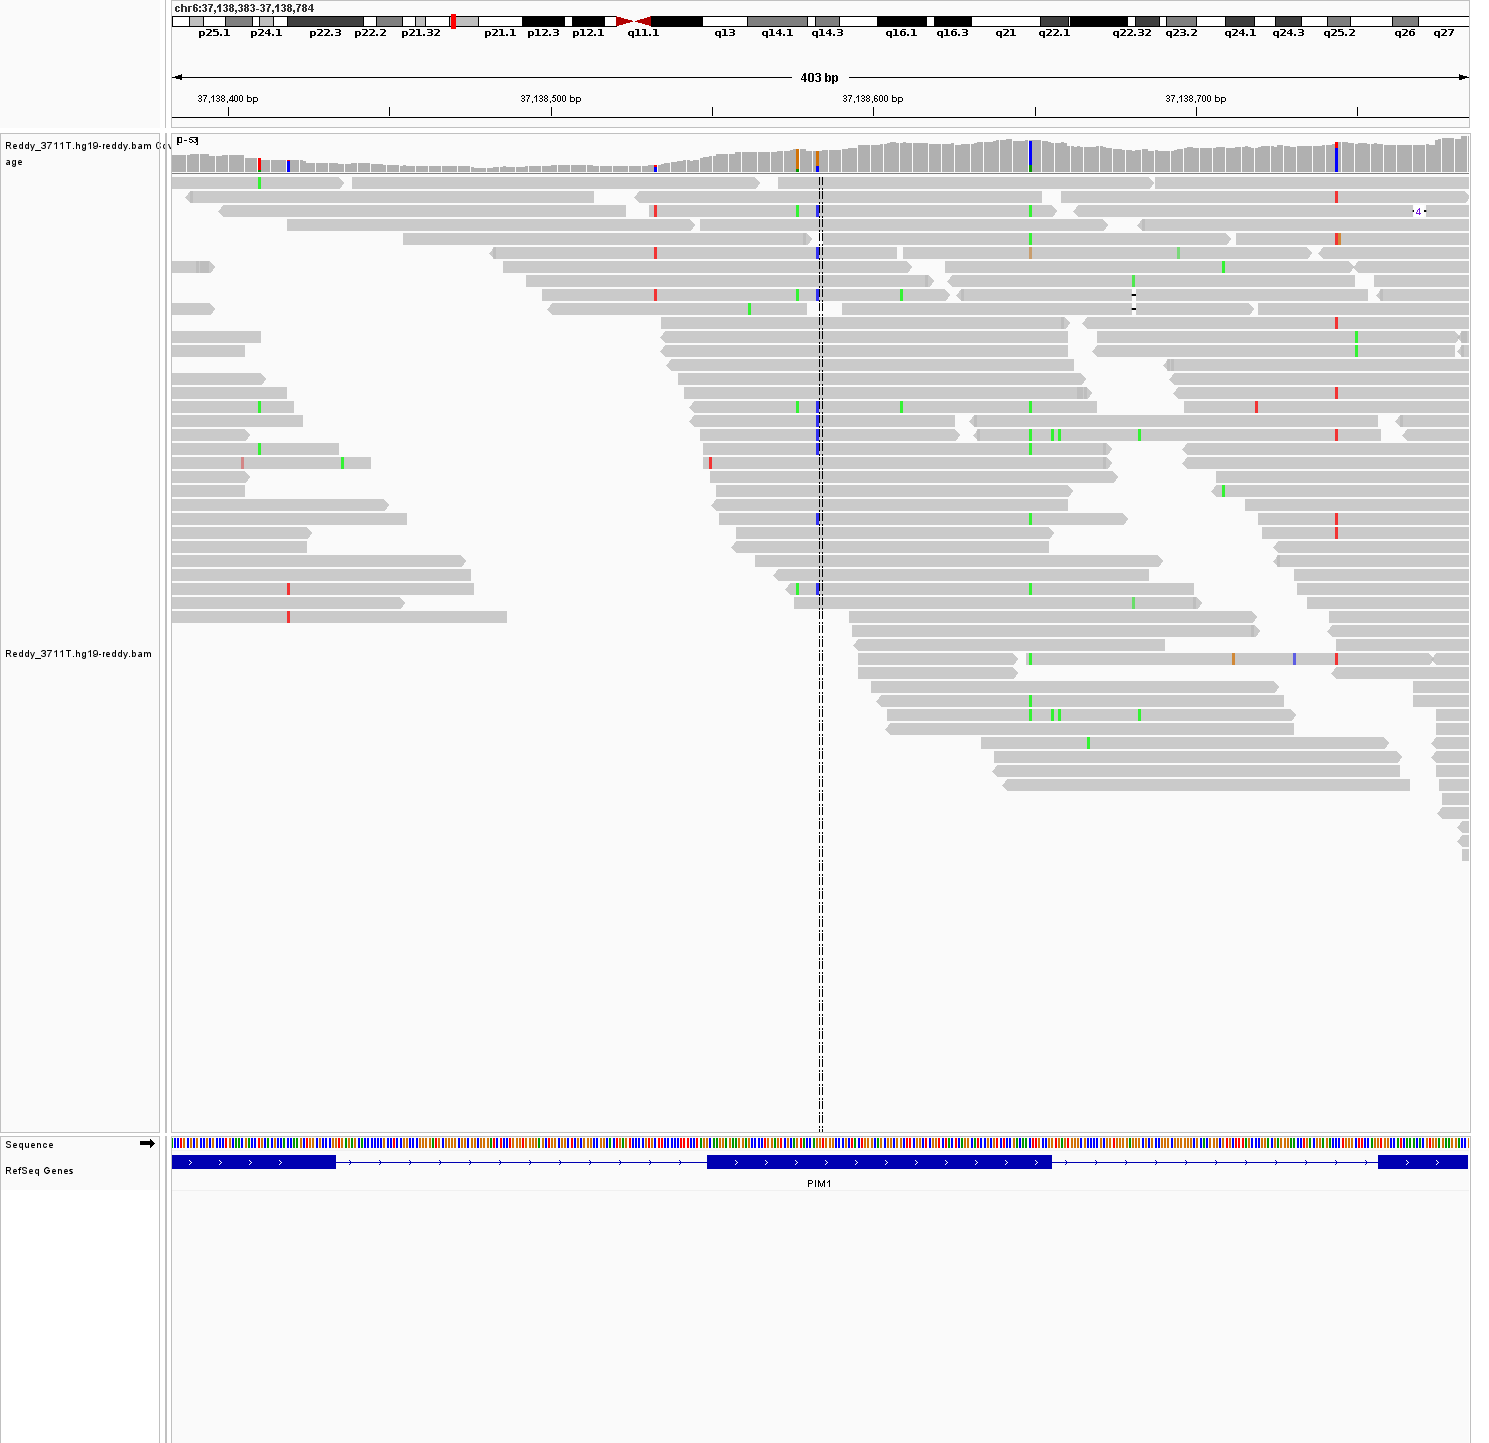 chr6:37,138,383-37,138,784
p25.1 p24.1 p22.3 p22.2 p21.32 p21.1 p12.3 p12.1 q11.1 q13 q14.1 q14.3 q16.1 q16.3 q21 q22.1 q22.32 q23.2 q24.1 q24.3 q25.2 q26 q27
403 bp
37,138,400 bp 37,138,500 bp 37,138,600 bp 37,138,700 bp
Reddy_3711T.hg19-reddy.bam Cov
age
[0-53]
4
Reddy_3711T.hg19-reddy.bam
Sequence
RefSeq Genes
PIM1